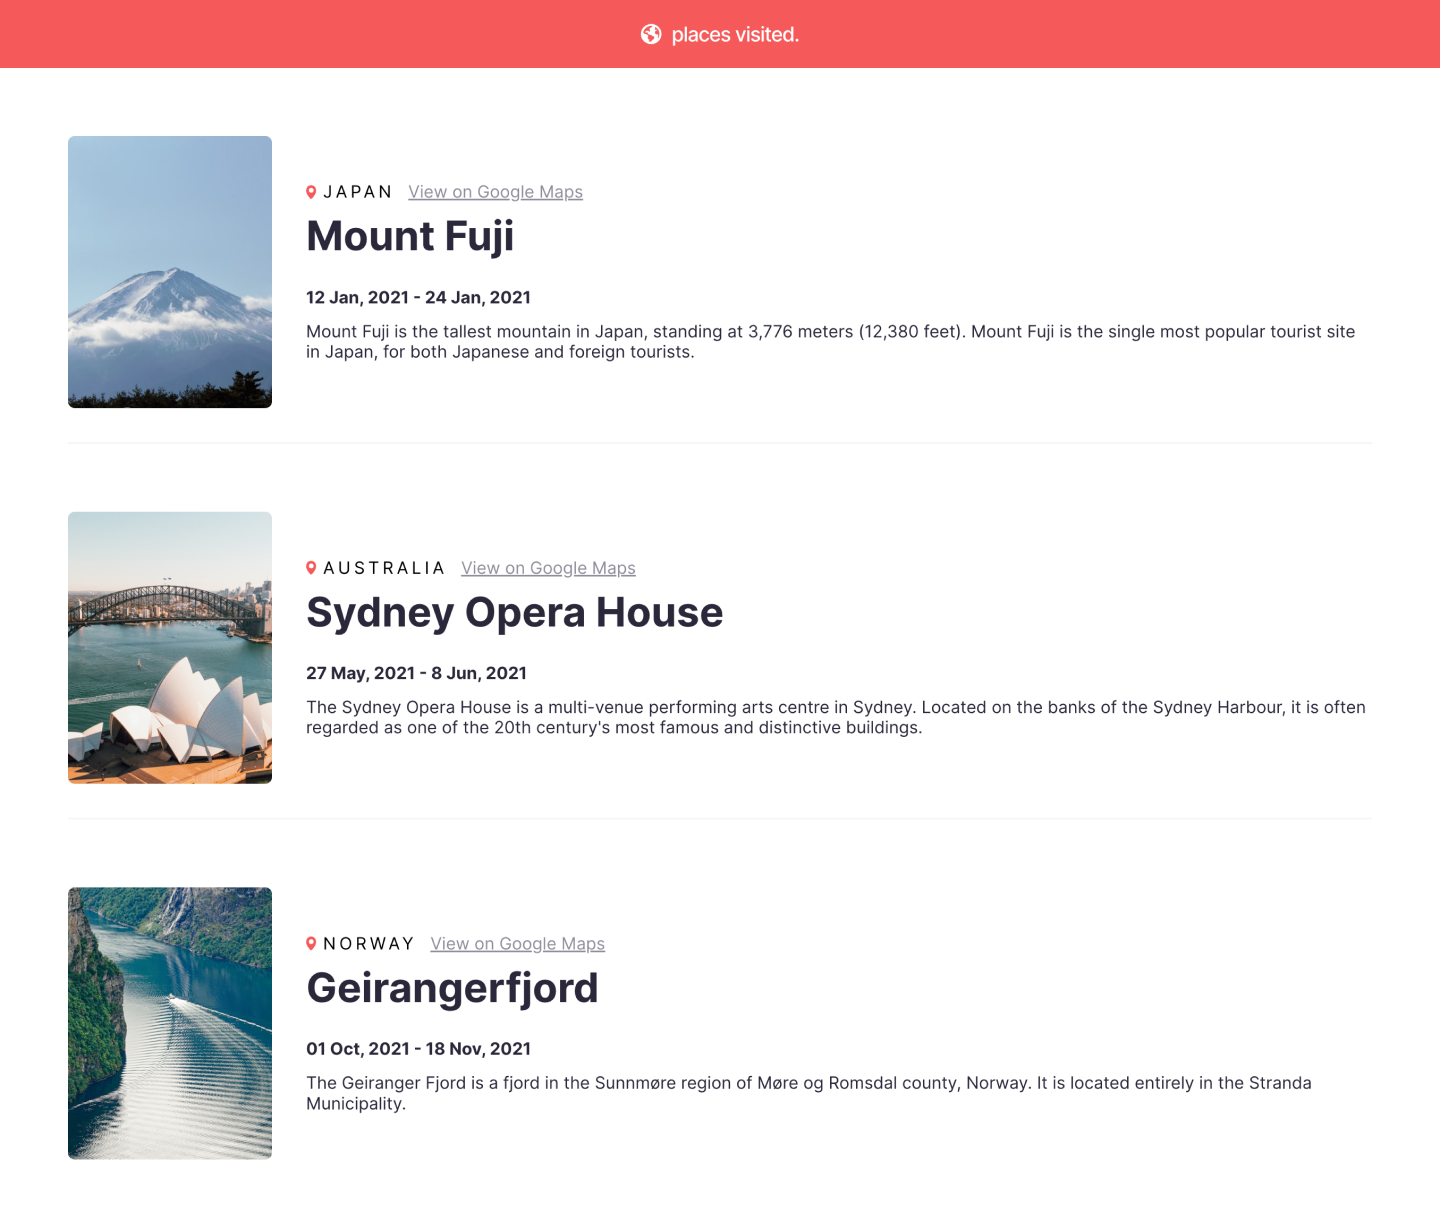 places visited.
JAPAN View on Google Maps
Mount Fuji
12 Jan, 2021 - 24 Jan, 2021
Mount Fuji is the tallest mountain in Japan, standing at 3,776 meters (12,380 feet). Mount Fuji is the single most popular tourist site
in Japan, for both Japanese and foreign tourists.
AUSTRALIA View on Google Maps
Sydney Opera House
27 May, 2021 - 8 Jun, 2021
The Sydney Opera House is a multi-venue performing arts centre in Sydney. Located on the banks of the Sydney Harbour, it is often
regarded as one of the 20th century's most famous and distinctive buildings.
NORWAY View on Google Maps
Geirangerfjord
01 Oct, 2021 - 18 Nov, 2021
The Geiranger Fjord is a fjord in the Sunnmøre region of Møre og Romsdal county, Norway. It is located entirely in the Stranda
Municipality.